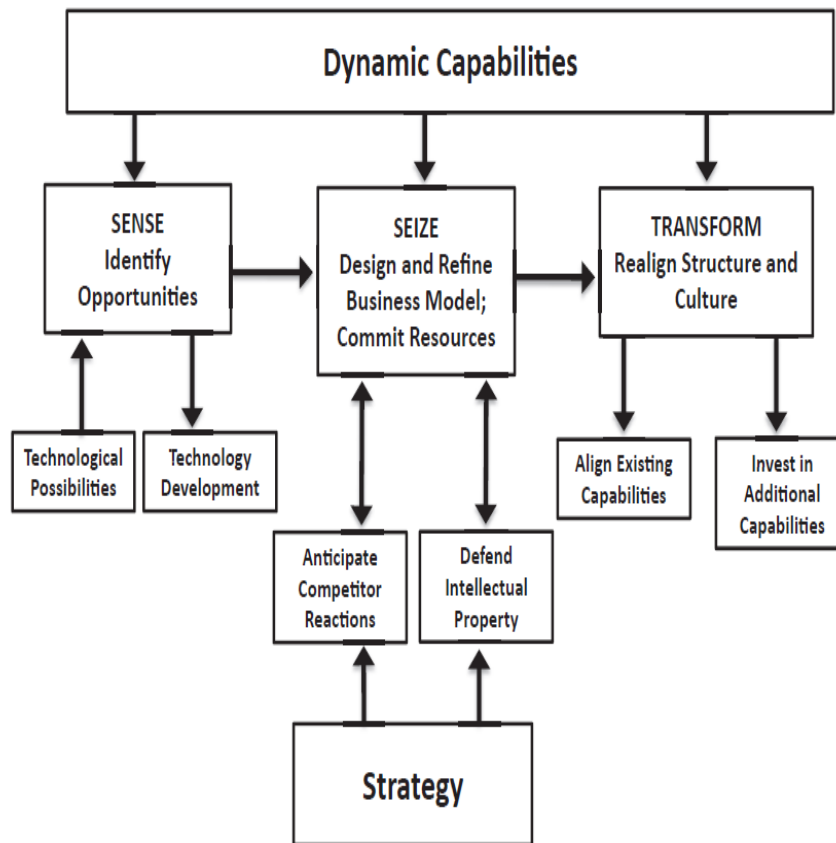 Dynamic Capabilities
SENSE
Identify
Opportunities
SEIZE
Design and Refine
Business Model;
Commit Resources
TRANSFORM
Realign Structure and
Culture
Technological
Possibilities
Technology
Development
Align Existing
Capabilities
Invest in
Additional
Capabilities
Anticipate
Competitor
Reactions
Defend
Intellectual
Property
Strategy